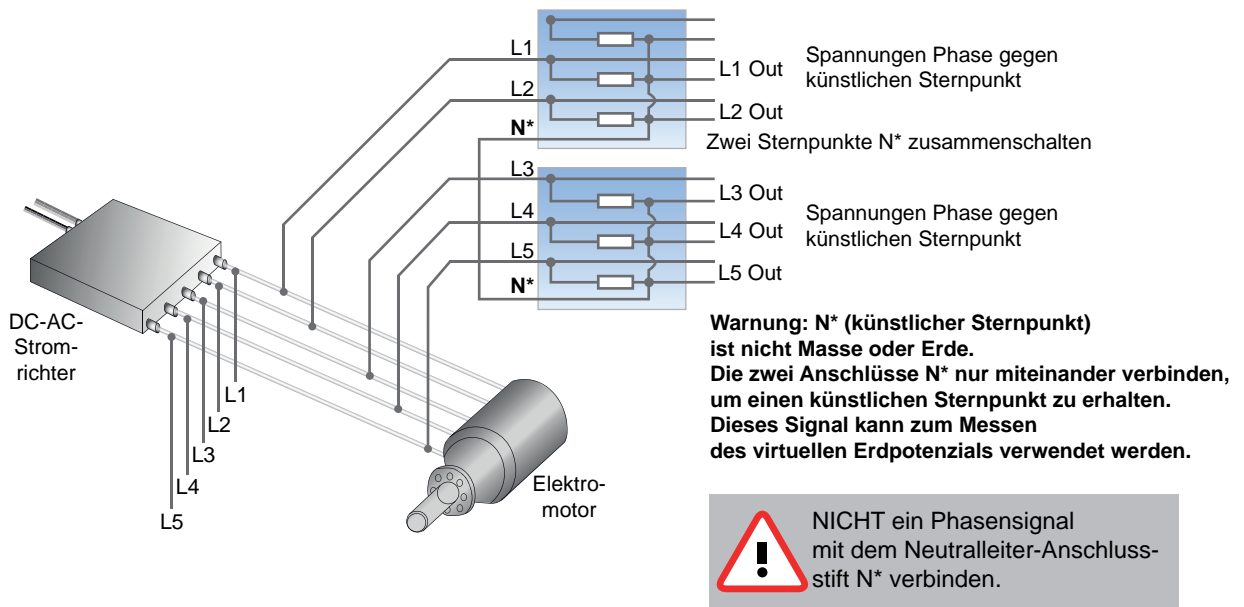 L1
L2
N*
L1 Out
L2 Out
Spannungen Phase gegen
künstlichen Sternpunkt
Zwei Sternpunkte N* zusammenschalten
L3
L4
L5
N*
L3 Out
L4 Out
L5 Out
Spannungen Phase gegen
künstlichen Sternpunkt
DC-AC-
Strom-
richter
L1
L2
L3
L4
L5
Elektro-
motor
Warnung: N* (künstlicher Sternpunkt)
ist nicht Masse oder Erde.
Die zwei Anschlüsse N* nur miteinander verbinden,
um einen künstlichen Sternpunkt zu erhalten.
Dieses Signal kann zum Messen
des virtuellen Erdpotenzials verwendet werden.
NICHT ein Phasensignal
mit dem Neutralleiter-Anschluss-
stift N* verbinden.